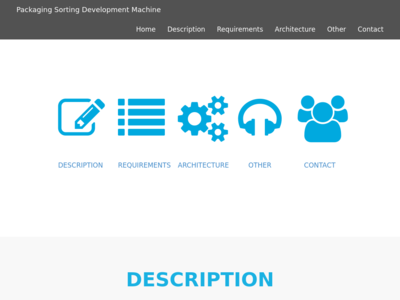 Packaging Sorting Development Machine
Home Description Requirements Architecture Other Contact
DESCRIPTION REQUIREMENTS ARCHITECTURE OTHER CONTACT
DESCRIPTION